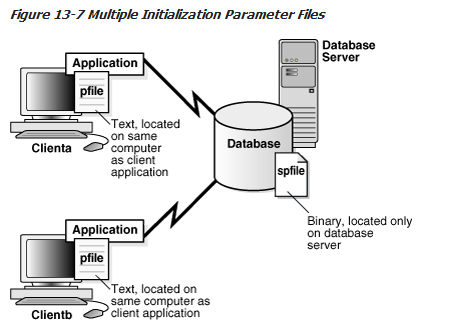 Figure 13-7 Multiple Initialization Parameter Files
Database
Server
Application
pfile
Text, located
on same
computer
as client
application
Clienta
Database
spfile
Binary, located only
on database
server
Application
pfile
Text, located on
same computer as
client application
Clientb